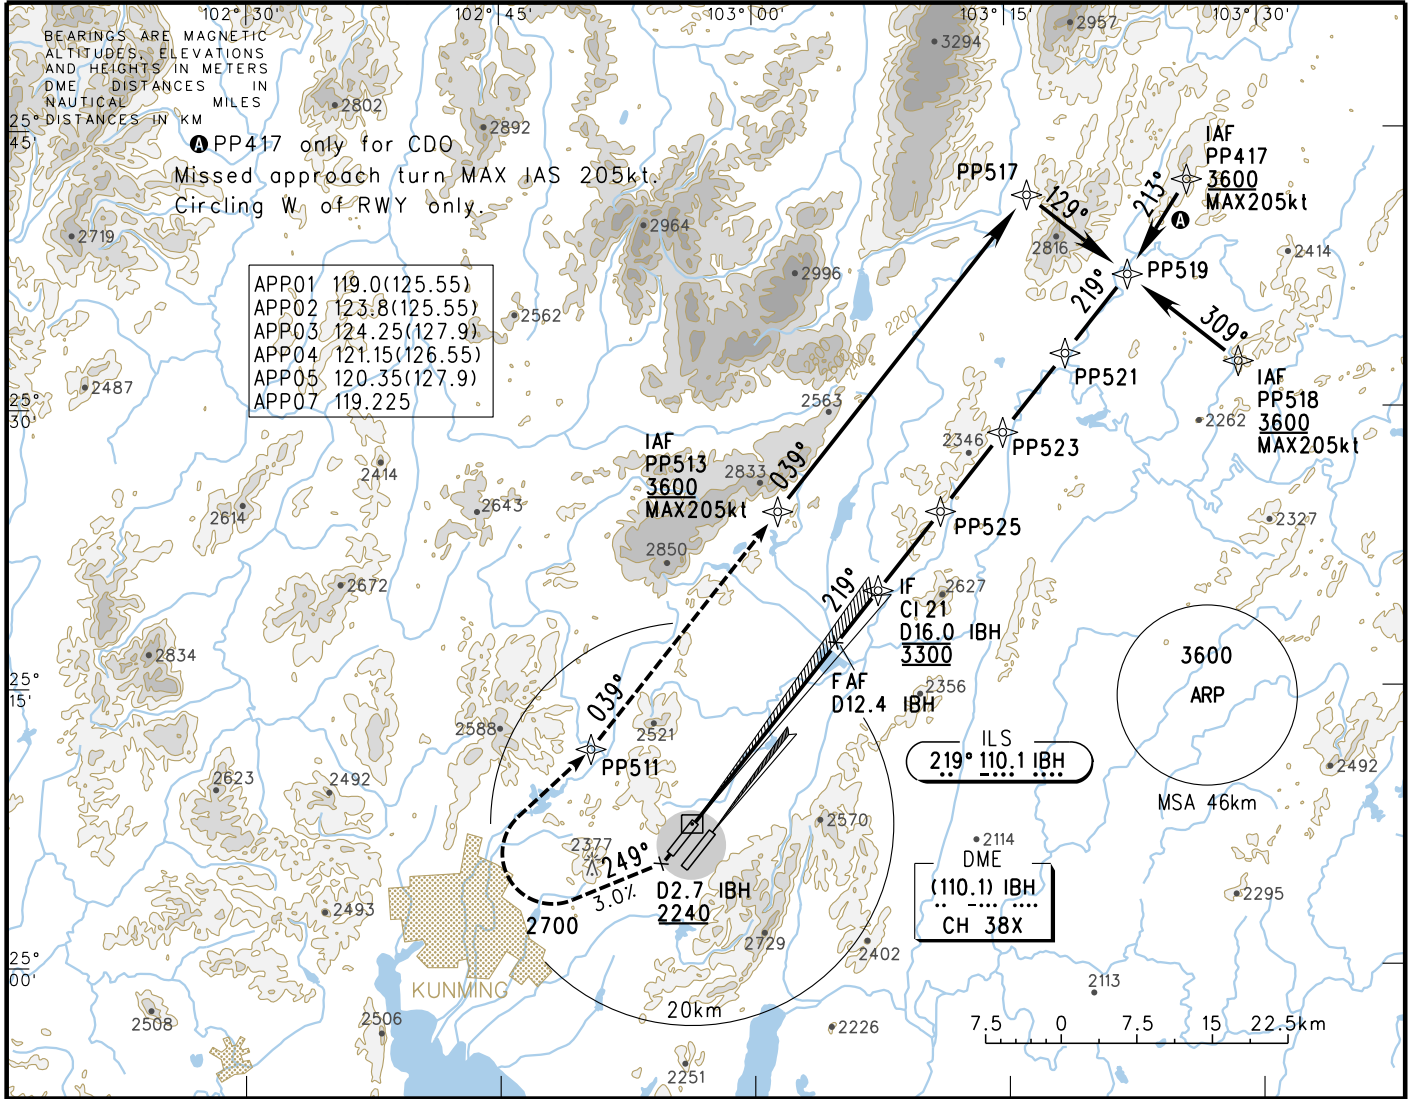 102°30'
102°45'
103°00'
103°15'
103°30'
BEARINGS ARE MAGNETIC
ALTITUDES, ELEVATIONS
AND HEIGHTS IN METERS
DME DISTANCES IN
NAUTICAL MILES
DISTANCES IN KM
25°
45'
A PP417 only for CDO
Missed approach turn MAX IAS 205kt.
Circling W of RWY only.
APP01 119.0(125.55)
APP02 123.8(125.55)
APP03 124.25(127.9)
APP04 121.15(126.55)
APP05 120.35(127.9)
APP07 119.225
2957
3294
2802
2892
2719
2964
2996
2562
2487
2200
2563
2833
2414
2614
2643
2850
2672
2834
2588
2521
2623
2492
2377
2493
2508
2506
2251
2226
2402
2729
2570
2356
2627
2346
2816
2414
2262
2327
2492
2295
2114
2113
IAF
PP417
3600
MAX205kt
213°
A
PP517
129°
PP519
219°
309°
IAF
PP518
3600
MAX205kt
PP521
PP523
PP525
IAF
PP513
3600
MAX205kt
039°
219°
IF
CI21
D16.0 IBH
3300
FAF
D12.4 IBH
039°
PP511
249°
3.0%
2700
D2.7 IBH
2240
25°
30'
25°
15'
25°
00'
3600
ARP
MSA 46km
ILS
219° 110.1 IBH
DME
(110.1) IBH
CH 38X
KUNMING
20km
7.5 0 7.5 15 22.5km